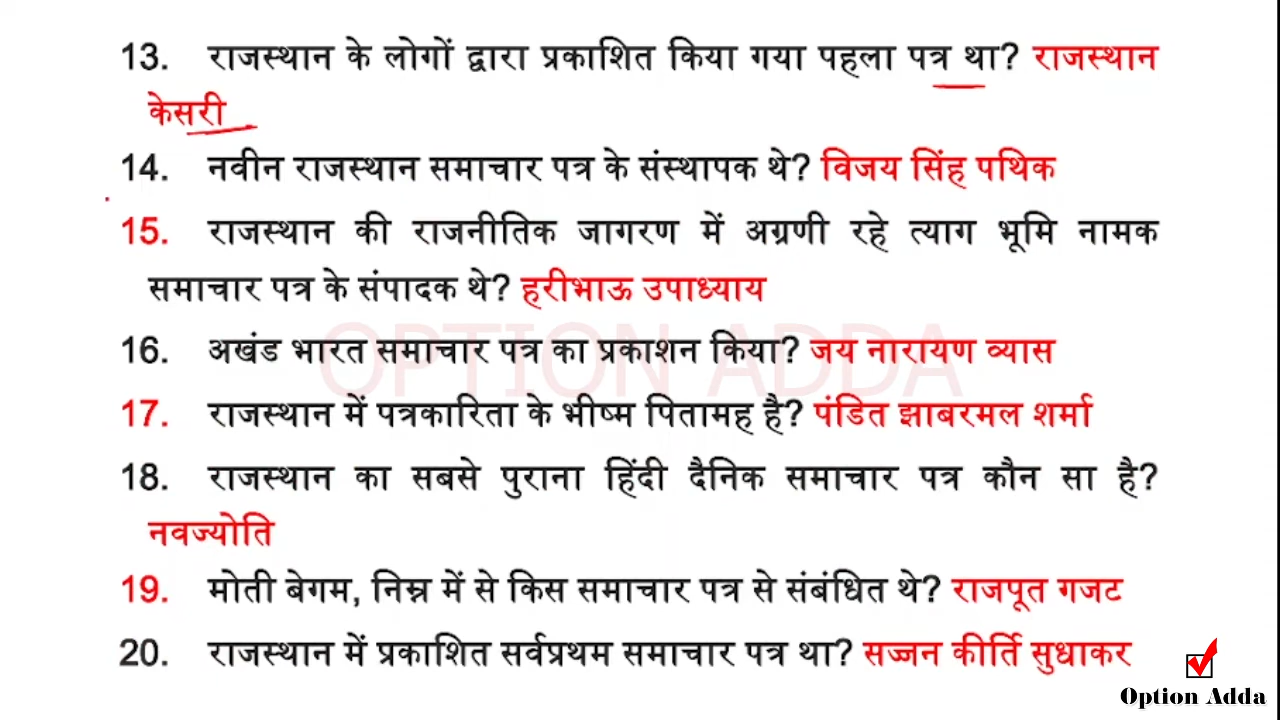 13. राजस्थान के लोगों द्वारा प्रकाशित किया गया पहला पत्र था? राजस्थान
केसरी
14. नवीन राजस्थान समाचार पत्र के संस्थापक थे? विजय सिंह पथिक
15. राजस्थान की राजनीतिक जागरण में अग्रणी रहे त्याग भूमि नामक
समाचार पत्र के संपादक थे? हरीभाऊ उपाध्याय
OPTION ADDA
16. अखंड भारत समाचार पत्र का प्रकाशन किया? जय नारायण व्यास
17. राजस्थान में पत्रकारिता के भीष्म पितामह है? पंडित झाबरमल शर्मा
18. राजस्थान का सबसे पुराना हिंदी दैनिक समाचार पत्र कौन सा है?
नवज्योति
19. मोती बेगम, निम्न में से किस समाचार पत्र से संबंधित थे? राजपूत गजट
20. राजस्थान में प्रकाशित सर्वप्रथम समाचार पत्र था? सज्जन कीर्ति सुधाकर
Option Adda